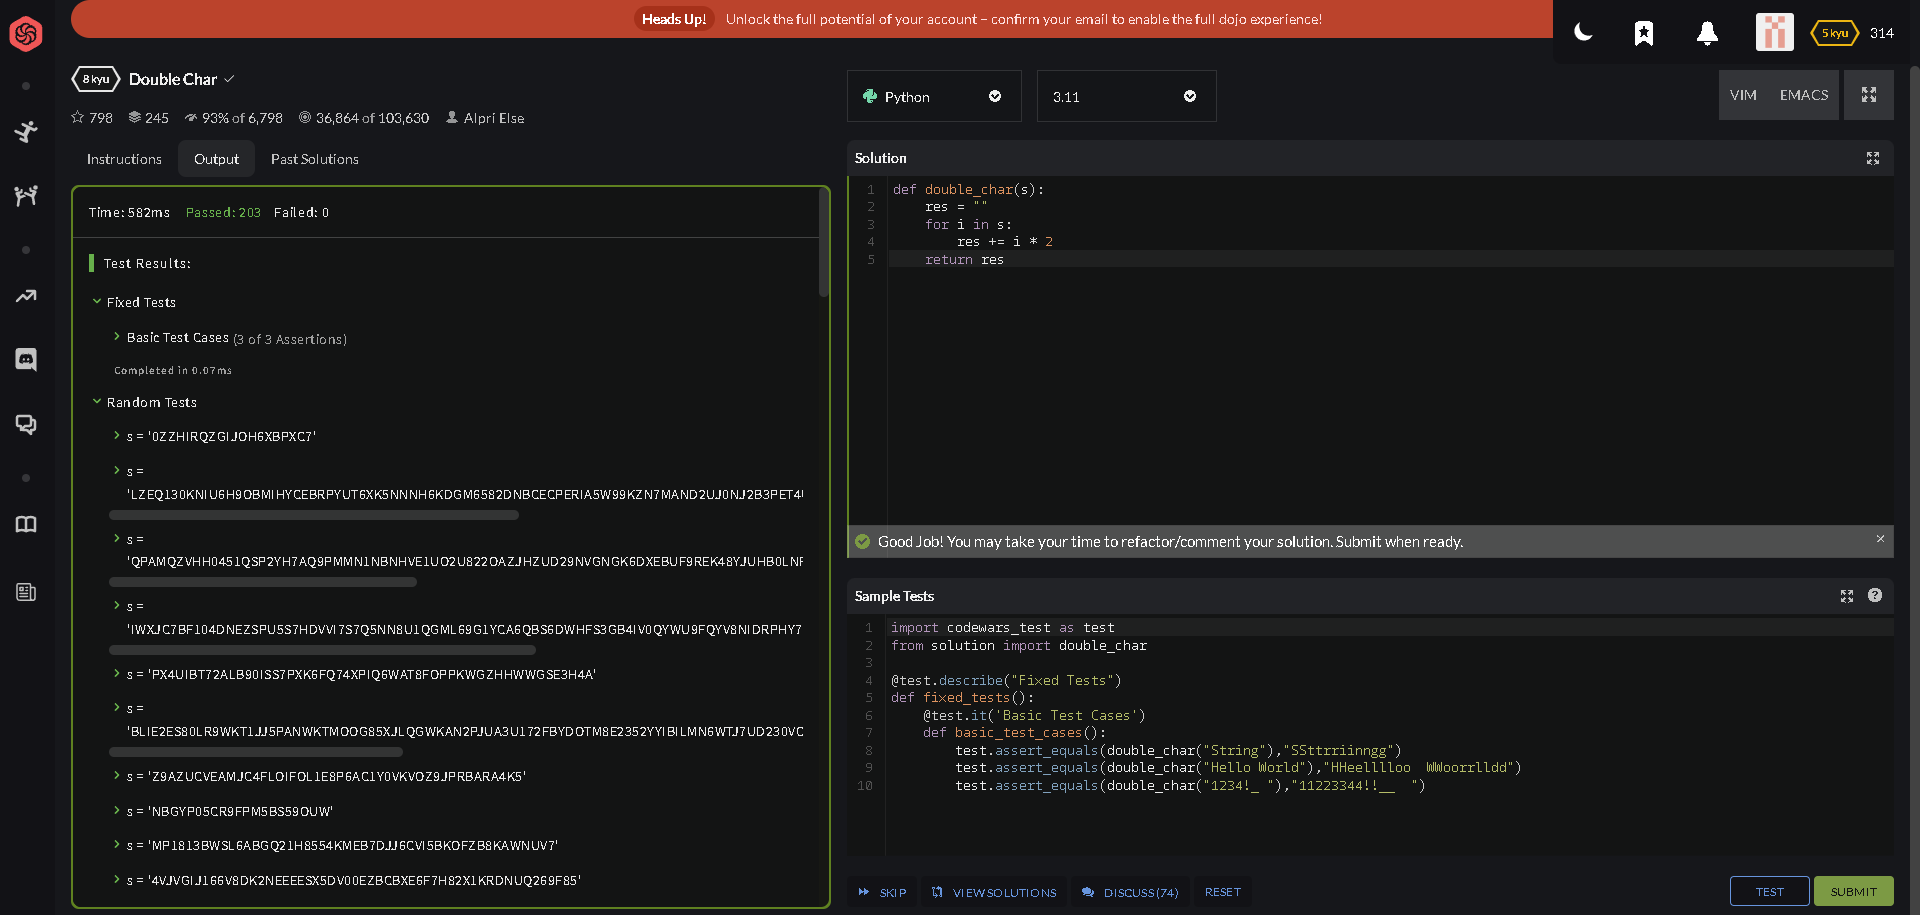 Heads Up! Unlock the full potential of your account – confirm your email to enable the full dojo experience!
5 kyu 314
8 kyu Double Char
798 245 93% of 6,798 36,864 of 103,630 Alpri Else
Instructions Output Past Solutions
Time: 582ms Passed: 203 Failed: 0
Test Results:
Fixed Tests
Basic Test Cases (3 of 3 Assertions)
Completed in 0.07ms
Random Tests
s = '0ZZHIRQZGIJOH6XBPXC7'
s =
'LZEQ130KNIU6H9OBMIHYCEBRPYUT6XK5NNNH6KDGM6582DNBCECPERIA5W99KZN7MAND2UJ0NJ2B3PET4
s =
'QPAMQZVHH0451QSP2YH7AQ9PMMN1NBNHVE1UO2U822OAZJHZUD29NVGNGK6DXEBUF9REK48YJUHB0LNF
s =
'IWXJC7BF104DNEZSPU5S7HDVVI7S7Q5NN8U1QGML69G1YCA6QBS6DWHFS3GB4IV0QYWU9FQYV8NIDRPHY7
s = 'PX4UIBT72ALB90ISS7PXK6FQ74XPIQ6WAT8FOPPKWGZHHWWGSE3H4A'
s =
'BLIE2ES80LR9WKT1JJ5PANWKTMOOG85XJLQGWKAN2PJUA3U172FBYDOTM8E2352YYIBILMN6WTJ7UD230VC
s = 'Z9AZUCVEAMJC4FLOIFOL1E8P6AC1Y0VKVOZ9JPRBARA4K5'
s = 'NBGYP05CR9FPM5BS59OUW'
s = 'MP1813BWSL6ABGQ21H8554KMEB7DJJ6CVI5BKOFZB8KAWNUV7'
s = '4VJVGIJ166V8DK2NEEEESX5DV00EZBCBXE6F7H82X1KRDNUQ269F85'
Python 3.11
VIM EMACS
Solution
1 def double_char(s):
2 res = ""
3 for i in s:
4 res += i * 2
5 return res
Good Job! You may take your time to refactor/comment your solution. Submit when ready.
Sample Tests
1 import codewars_test as test
2 from solution import double_char
3
4 @test.describe("Fixed Tests")
5 def fixed_tests():
6 @test.it('Basic Test Cases')
7 def basic_test_cases():
8 test.assert_equals(double_char("String"),"SSttrriinngg")
9 test.assert_equals(double_char("Hello World"),"HHeelllloo  WWoorrlldd")
10 test.assert_equals(double_char("1234!_ "),"11223344!!__  ")
SKIP VIEW SOLUTIONS DISCUSS (74) RESET
TEST SUBMIT